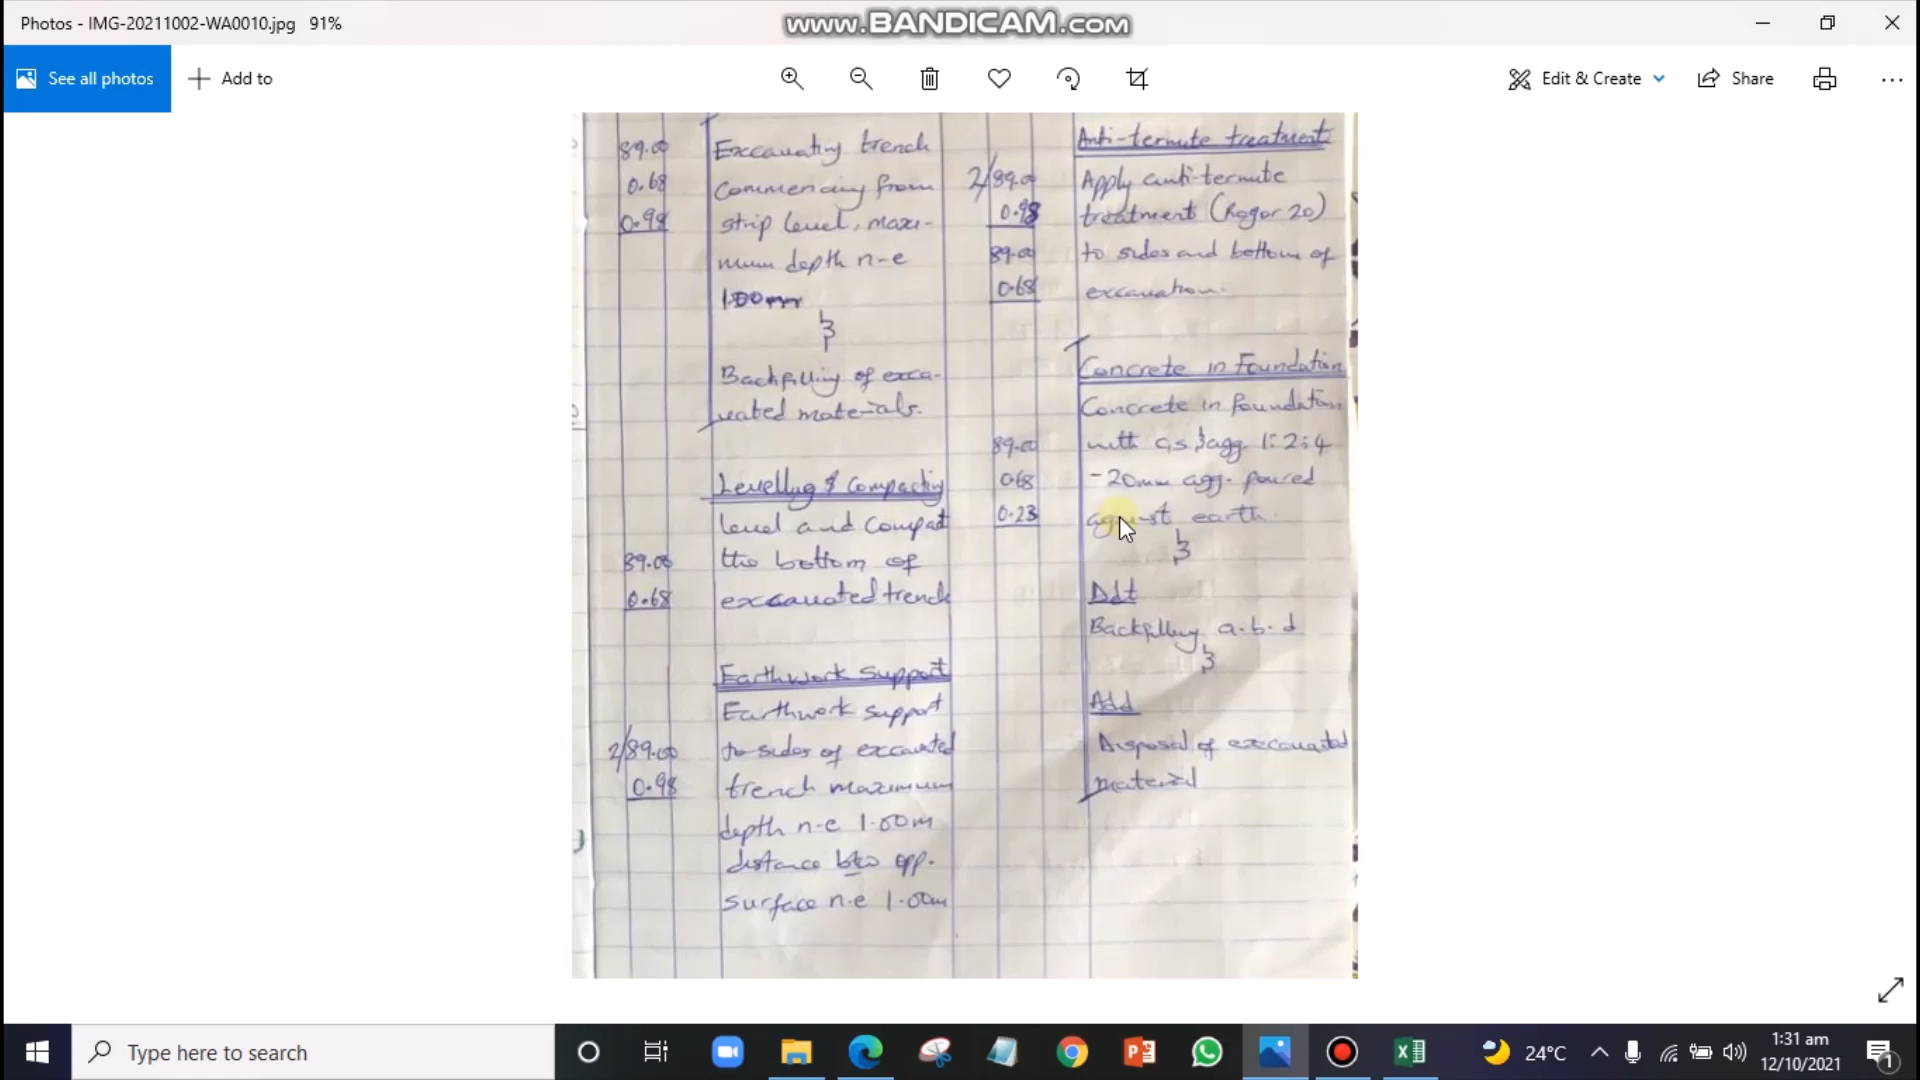 Photos - IMG-20211002-WA0010.jpg 91%
www.BANDICAM.com
See all photos
Add to
Edit & Create
Share
89.00
0.68
0.98
Excavating trench
Commencing from
strip level, maxi-
mum depth n-e
1.00m
&
Backfilling of exca-
vated materials.
Levelling & Compacting
89.00
0.68
level and Compact
the bottom of
excavated trench
Earthwork Support
2/89.00
0.98
Earthwork support
to sides of excavated
trench maximum
depth n-e 1.00m
distance btw opp.
surface n.e 1.00m
Anti-termite treatment
2/89.00
0.98
89.00
0.68
Apply anti-termite
treatment (Rogor 20)
to sides and bottom of
excavation.
Concrete in Foundation
89.00
0.68
0.23
Concrete in foundation
with c,s & agg. 1:2:4
-20mm agg. poured
against earth
&
Ddt
Backfilling a.b.d
&
Add
Disposal of excavated
material
Type here to search
24°C
1:31 am
12/10/2021
1